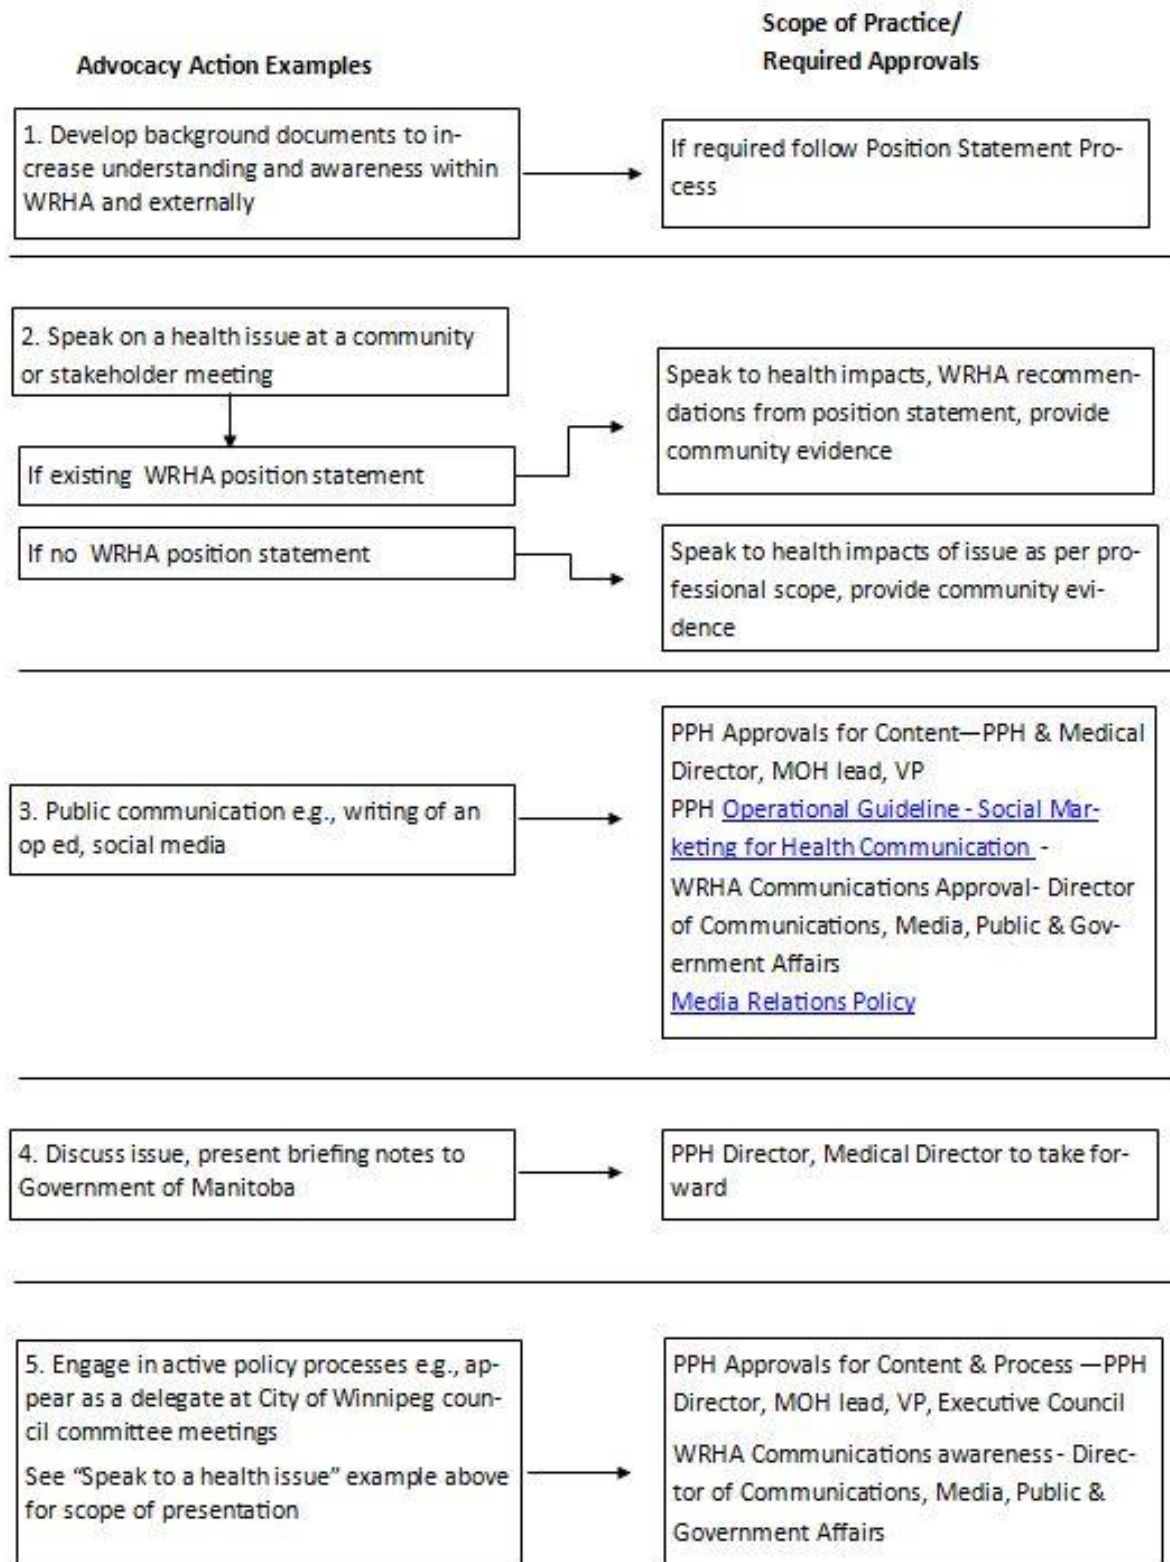 Advocacy Action Examples
Scope of Practice/
Required Approvals
1. Develop background documents to in-
crease understanding and awareness within
WRHA and externally
If required follow Position Statement Pro-
cess
2. Speak on a health issue at a community
or stakeholder meeting
If existing WRHA position statement
Speak to health impacts, WRHA recommen-
dations from position statement, provide
community evidence
If no WRHA position statement
Speak to health impacts of issue as per pro-
fessional scope, provide community evi-
dence
3. Public communication e.g., writing of an
op ed, social media
PPH Approvals for Content—PPH & Medical
Director, MOH lead, VP
PPH Operational Guideline - Social Mar-
keting for Health Communication -
WRHA Communications Approval- Director
of Communications, Media, Public & Gov-
ernment Affairs
Media Relations Policy
4. Discuss issue, present briefing notes to
Government of Manitoba
PPH Director, Medical Director to take for-
ward
5. Engage in active policy processes e.g., ap-
pear as a delegate at City of Winnipeg coun-
cil committee meetings
See “Speak to a health issue” example above
for scope of presentation
PPH Approvals for Content & Process —PPH
Director, MOH lead, VP, Executive Council
WRHA Communications awareness - Direc-
tor of Communications, Media, Public &
Government Affairs